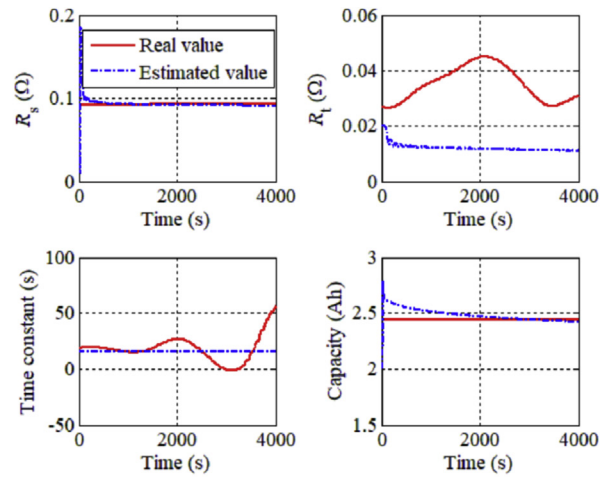 0.2
0.1
0
R_s (Ω)
Real value
Estimated value
0
2000
4000
Time (s)
0.06
0.04
0.02
0
R_t (Ω)
0
2000
4000
Time (s)
100
50
0
-50
Time constant (s)
0
2000
4000
Time (s)
3
2.5
2
1.5
Capacity (Ah)
0
2000
4000
Time (s)